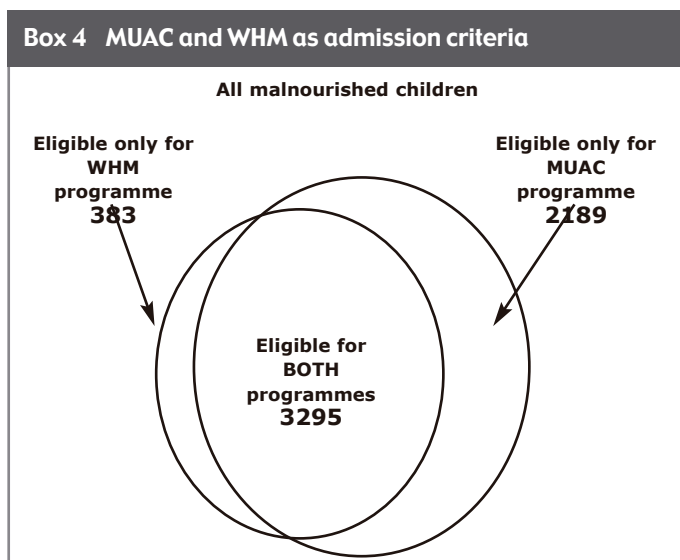 Box 4 MUAC and WHM as admission criteria
All malnourished children
Eligible only for
WHM
programme
383
Eligible only for
MUAC
programme
2189
Eligible for
BOTH
programmes
3295